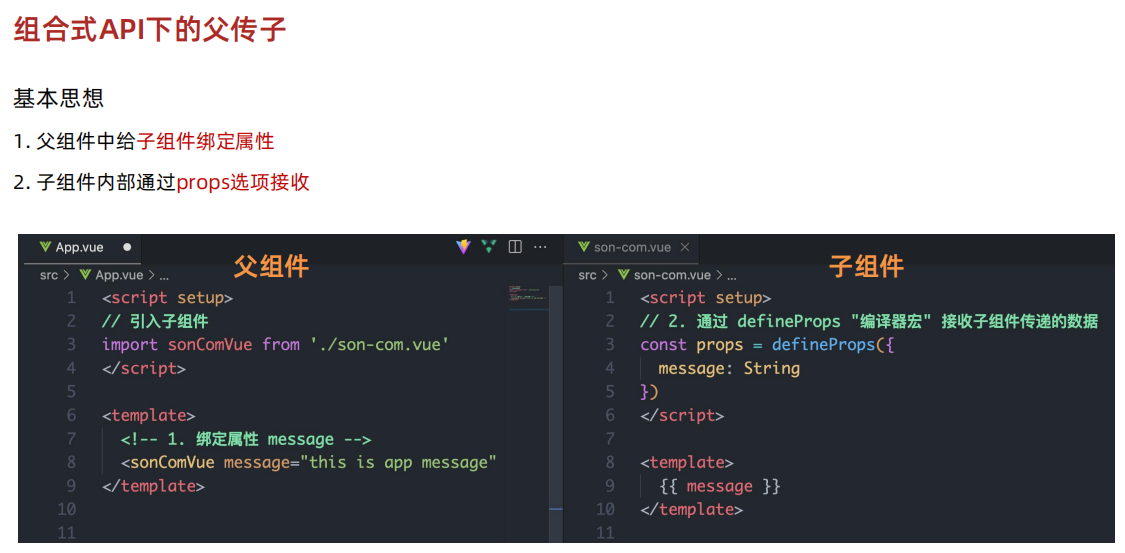 组合式API下的父传子
基本思想
1. 父组件中给子组件绑定属性
2. 子组件内部通过props选项接收
App.vue
src > App.vue > ...
父组件
1 <script setup>
2 // 引入子组件
3 import sonComVue from './son-com.vue'
4 </script>
5
6 <template>
7 <!-- 1. 绑定属性 message -->
8 <sonComVue message="this is app message"
9 </template>
10
11
son-com.vue
src > son-com.vue > ...
子组件
1 <script setup>
2 // 2. 通过 defineProps "编译器宏" 接收子组件传递的数据
3 const props = defineProps({
4 message: String
5 })
6 </script>
7
8 <template>
9 {{ message }}
10 </template>
11